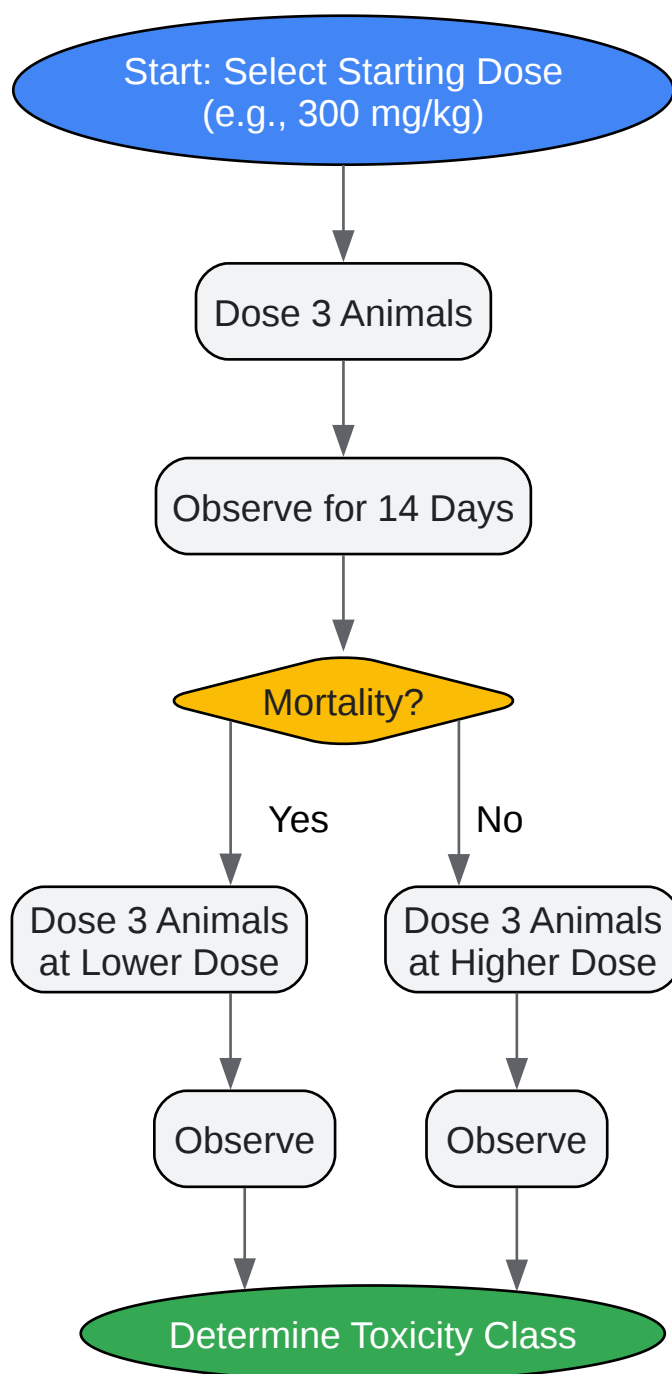 Start: Select Starting Dose
(e.g., 300 mg/kg)
Dose 3 Animals
Observe for 14 Days
Mortality?
Yes
No
Dose 3 Animals
at Lower Dose
Dose 3 Animals
at Higher Dose
Observe
Observe
Determine Toxicity Class